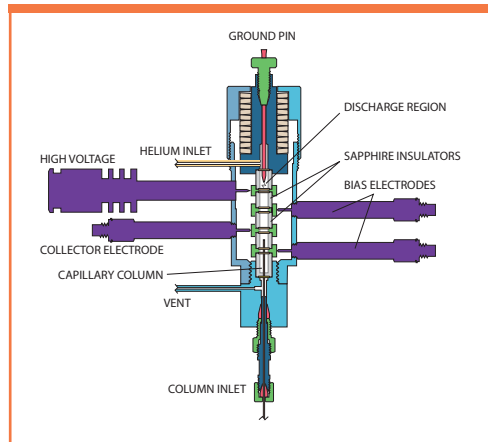 GROUND PIN
DISCHARGE REGION
HELIUM INLET
SAPPHIRE INSULATORS
HIGH VOLTAGE
BIAS ELECTRODES
COLLECTOR ELECTRODE
CAPILLARY COLUMN
VENT
COLUMN INLET